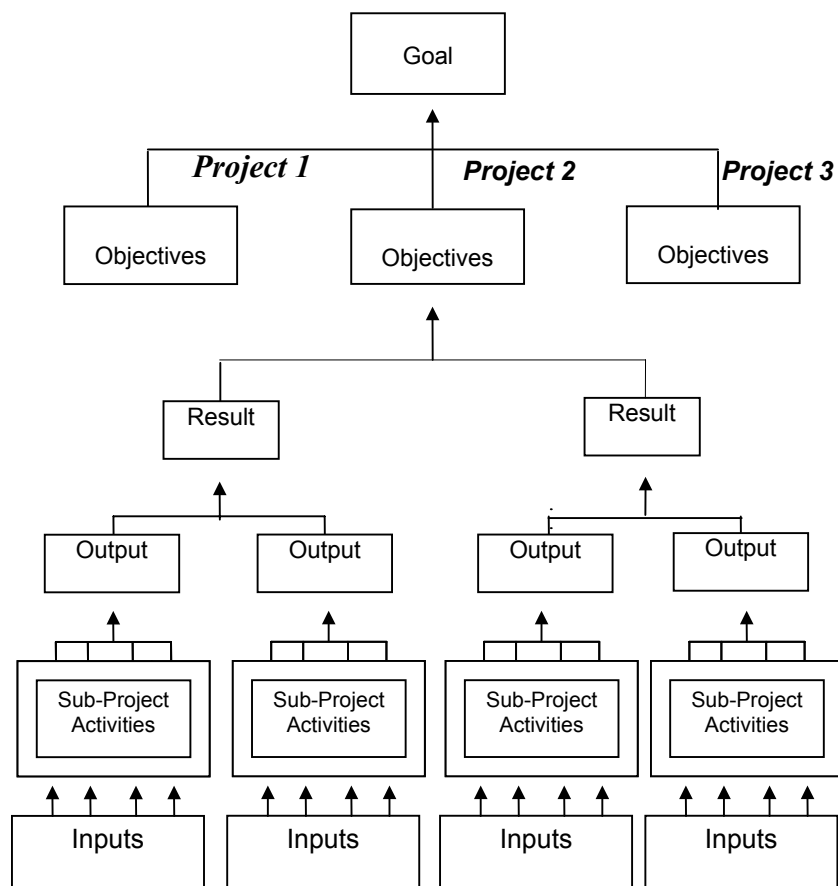 Goal
Project 1
Project 2
Project 3
Objectives
Objectives
Objectives
Result
Result
Output
Output
Output
Output
Sub-Project
Activities
Sub-Project
Activities
Sub-Project
Activities
Sub-Project
Activities
Inputs
Inputs
Inputs
Inputs